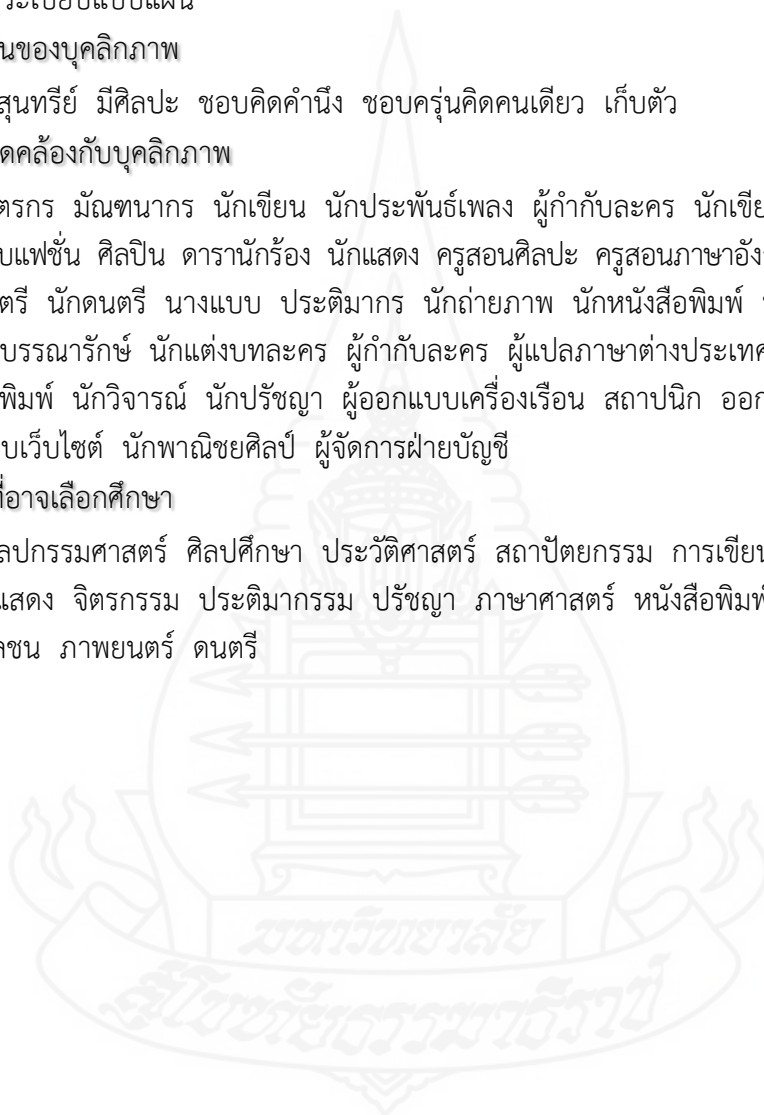 ระเบียบแบบแผน
นของบุคลิกภาพ
สุนทรีย์ มีศิลปะ ชอบคิดคำนึง ชอบครุ่นคิดคนเดียว เก็บตัว
ดคล้องกับบุคลิกภาพ
ตรกร มัณฑนากร นักเขียน นักประพันธ์เพลง ผู้กำกับละคร นักเขีย
บแฟชั่น ศิลปิน ดารานักร้อง นักแสดง ครูสอนศิลปะ ครูสอนภาษาอัง
ตรี นักดนตรี นางแบบ ประติมากร นักถ่ายภาพ นักหนังสือพิมพ์
บรรณารักษ์ นักแต่งบทละคร ผู้กำกับละคร ผู้แปลภาษาต่างประเทศ
พิมพ์ นักวิจารณ์ นักปรัชญา ผู้ออกแบบเครื่องเรือน สถาปนิก ออก
บเว็บไซต์ นักพาณิชยศิลป์ ผู้จัดการฝ่ายบัญชี
ที่อาจเลือกศึกษา
ลปกรรมศาสตร์ ศิลปศึกษา ประวัติศาสตร์ สถาปัตยกรรม การเขียน
แสดง จิตรกรรม ประติมากรรม ปรัชญา ภาษาศาสตร์ หนังสือพิมพ์
ลชน ภาพยนตร์ ดนตรี
มหาวิทยาลัย
สุโขทัยธรรมาธิราช